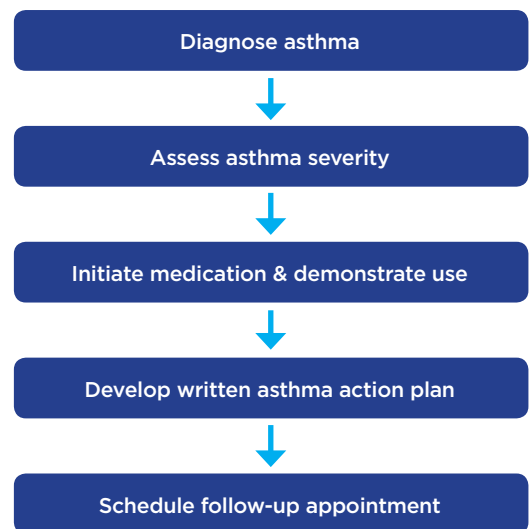 Diagnose asthma
Assess asthma severity
Initiate medication & demonstrate use
Develop written asthma action plan
Schedule follow-up appointment